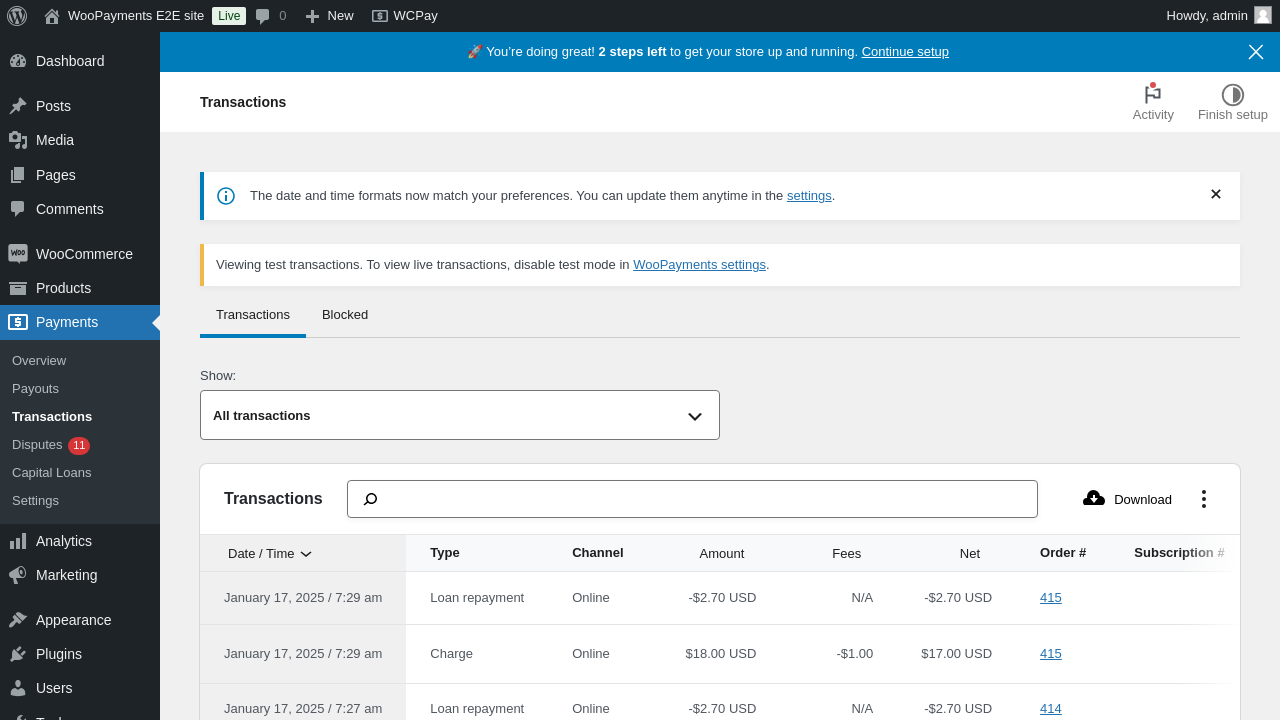 WooPayments E2E site Live 0 New WCPay Howdy, admin
🚀 You're doing great! 2 steps left to get your store up and running. Continue setup
Dashboard
Posts
Media
Pages
Comments
WooCommerce
Products
Payments
Overview
Payouts
Transactions
Disputes 11
Capital Loans
Settings
Analytics
Marketing
Appearance
Plugins
Users
Transactions
Activity
Finish setup
The date and time formats now match your preferences. You can update them anytime in the settings.
Viewing test transactions. To view live transactions, disable test mode in WooPayments settings.
Transactions Blocked
Show:
All transactions
Transactions Download
Date / Time Type Channel Amount Fees Net Order # Subscription #
January 17, 2025 / 7:29 am Loan repayment Online -$2.70 USD N/A -$2.70 USD 415
January 17, 2025 / 7:29 am Charge Online $18.00 USD -$1.00 $17.00 USD 415
January 17, 2025 / 7:27 am Loan repayment Online -$2.70 USD N/A -$2.70 USD 414